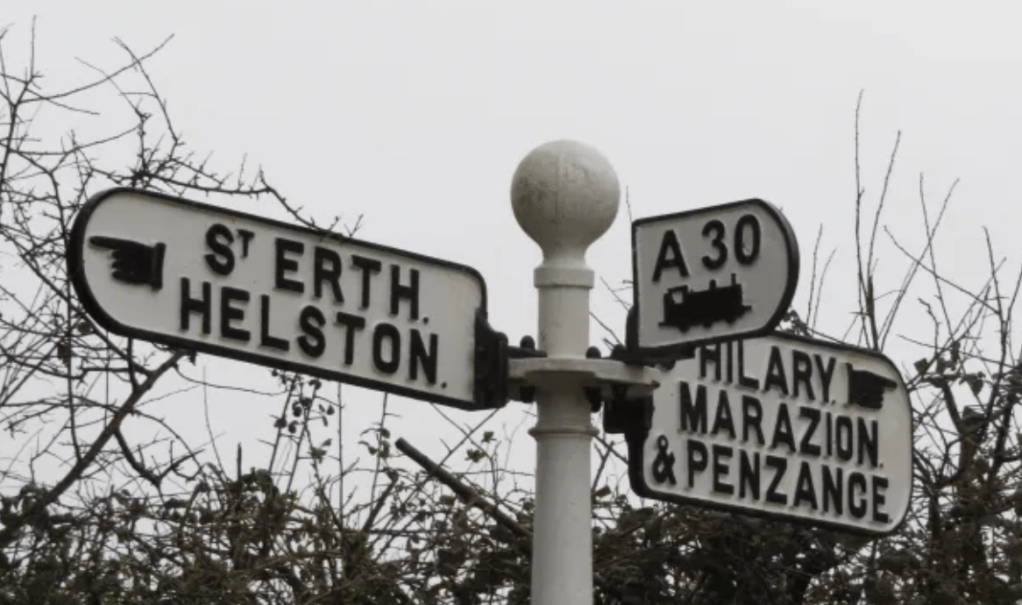 ST ERTH.
HELSTON.
A 30
HILARY.
MARAZION.
& PENZANCE